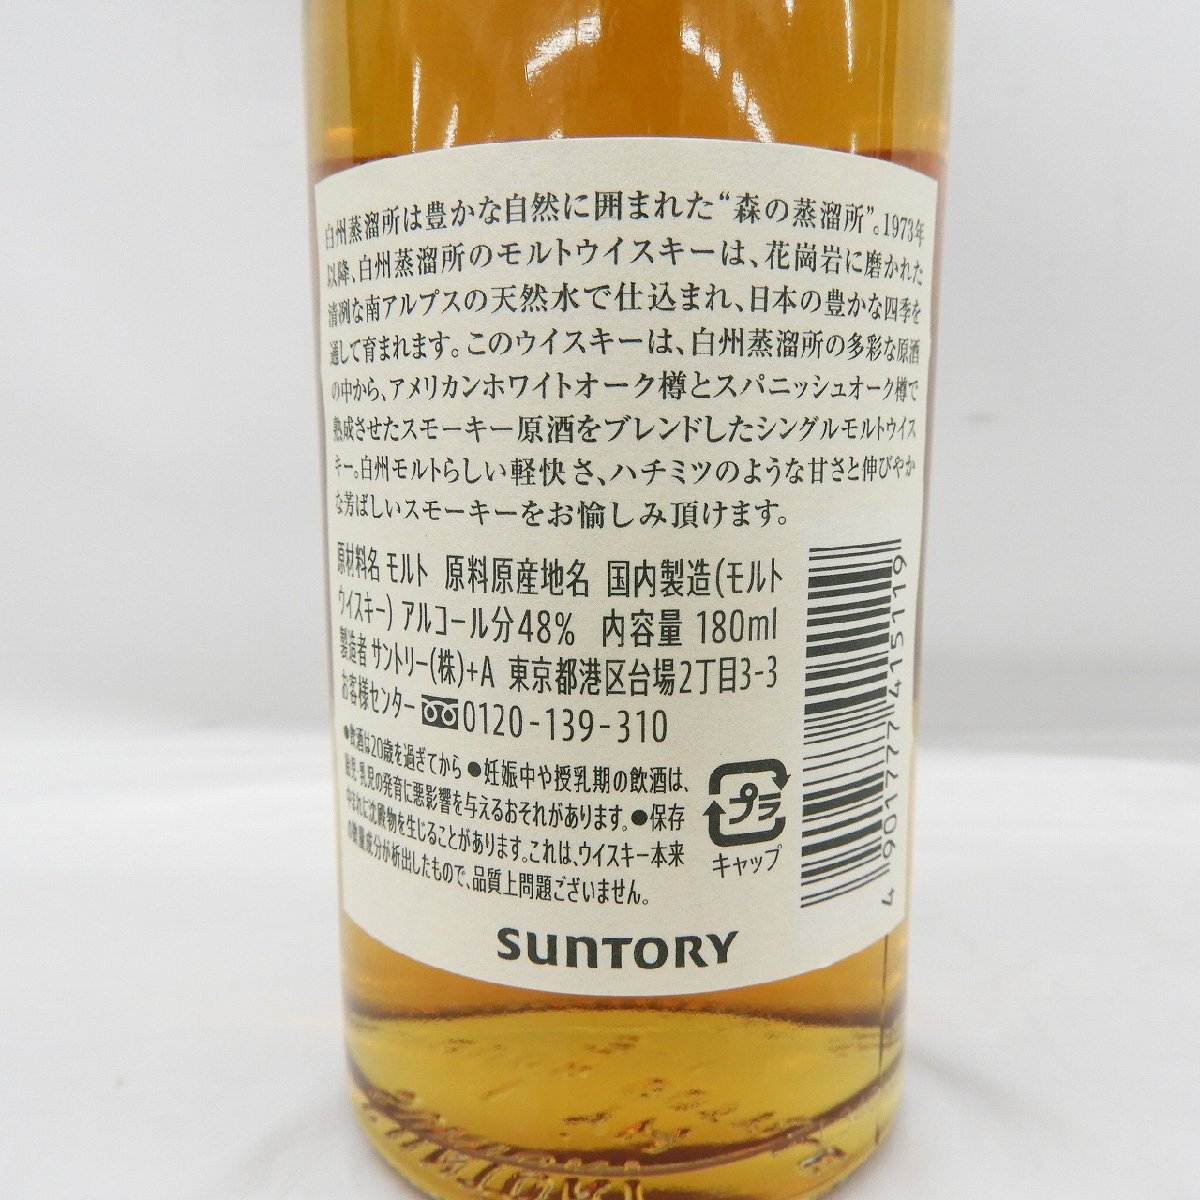 白州蒸溜所は豊かな自然に囲まれた“森の蒸溜所”。1973年
以降、白州蒸溜所のモルトウイスキーは、花崗岩に磨かれた
清冽な南アルプスの天然水で仕込まれ、日本の豊かな四季を
通して育まれます。このウイスキーは、白州蒸溜所の多彩な原酒
の中から、アメリカンホワイトオーク樽とスパニッシュオーク樽で
熟成させたスモーキー原酒をブレンドしたシングルモルトウイス
キー。白州モルトらしい軽快さ、ハチミツのような甘さと伸びやか
な芳ばしいスモーキーをお愉しみ頂けます。
原材料名 モルト 原料原産地名 国内製造(モルト
ウイスキー) アルコール分48% 内容量 180ml
製造者 サントリー(株)+A 東京都港区台場2丁目3-3
お客様センター 0120-139-310
●飲酒は20歳を過ぎてから ●妊娠中や授乳期の飲酒は、
胎児・乳児の発育に悪影響を与えるおそれがあります。●保存
中まれに沈殿物を生じることがあります。これは、ウイスキー本来
の微量成分が析出したもので、品質上問題ございません。
プラ
キャップ
4901777415119
SUNTORY